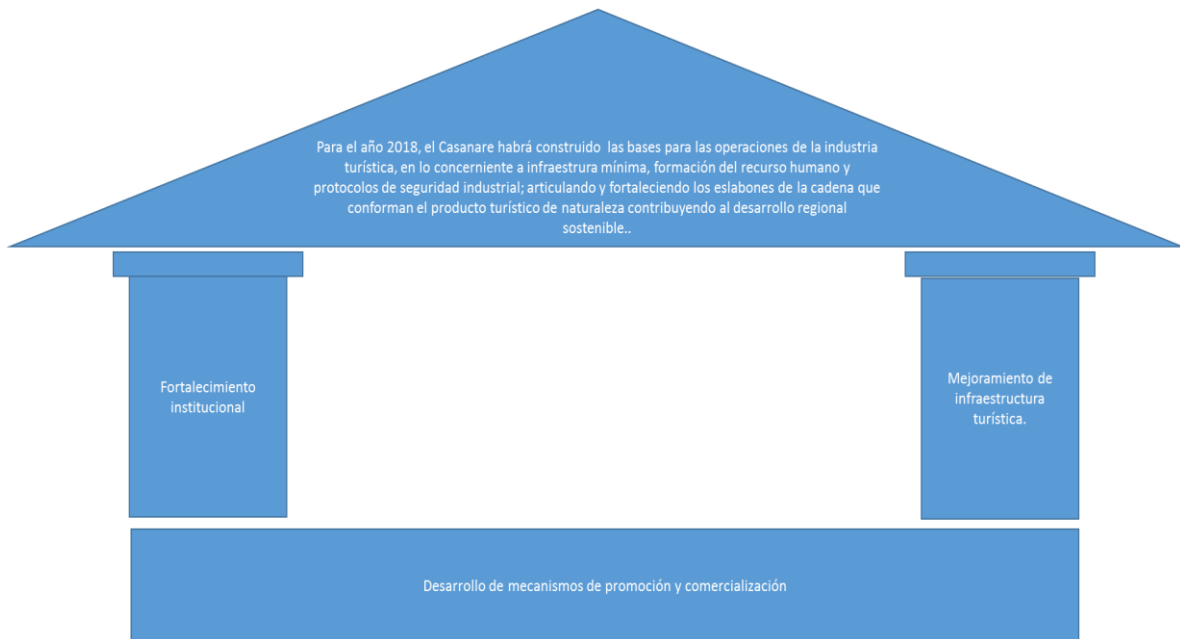 Para el año 2018, el Casanare habrá construido las bases para las operaciones de la industria
turística, en lo concerniente a infraestrura mínima, formación del recurso humano y
protocolos de seguridad industrial; articulando y fortaleciendo los eslabones de la cadena que
conforman el producto turístico de naturaleza contribuyendo al desarrollo regional
sostenible..
Fortalecimiento
institucional
Mejoramiento de
infraestructura
turística.
Desarrollo de mecanismos de promoción y comercialización